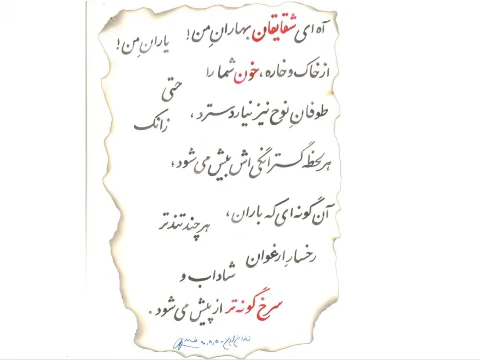 آه ای شقایقان بهاران من! یاران من!
از خاک و خاره، خون شما را
حتی
طوفان نوح نیز نیارد سترد،
زانک
هر لحظه گسترانگی اش بیش می شود،
آن گونه ای که باران،
هر چند تندتر
رخسار ارغوان
شاداب و
سرخ گونه تر از پیش می شود.